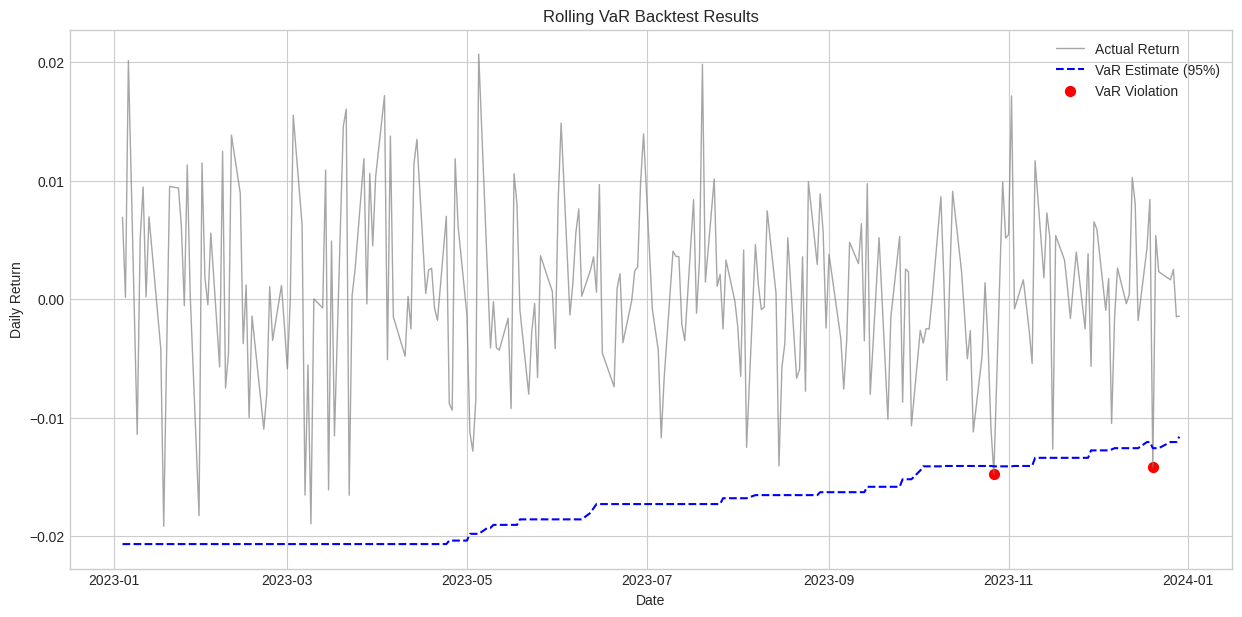 Rolling VaR Backtest Results
Actual Return
VaR Estimate (95%)
VaR Violation
Daily Return
0.02
0.01
0.00
−0.01
−0.02
2023-01 2023-03 2023-05 2023-07 2023-09 2023-11 2024-01
Date